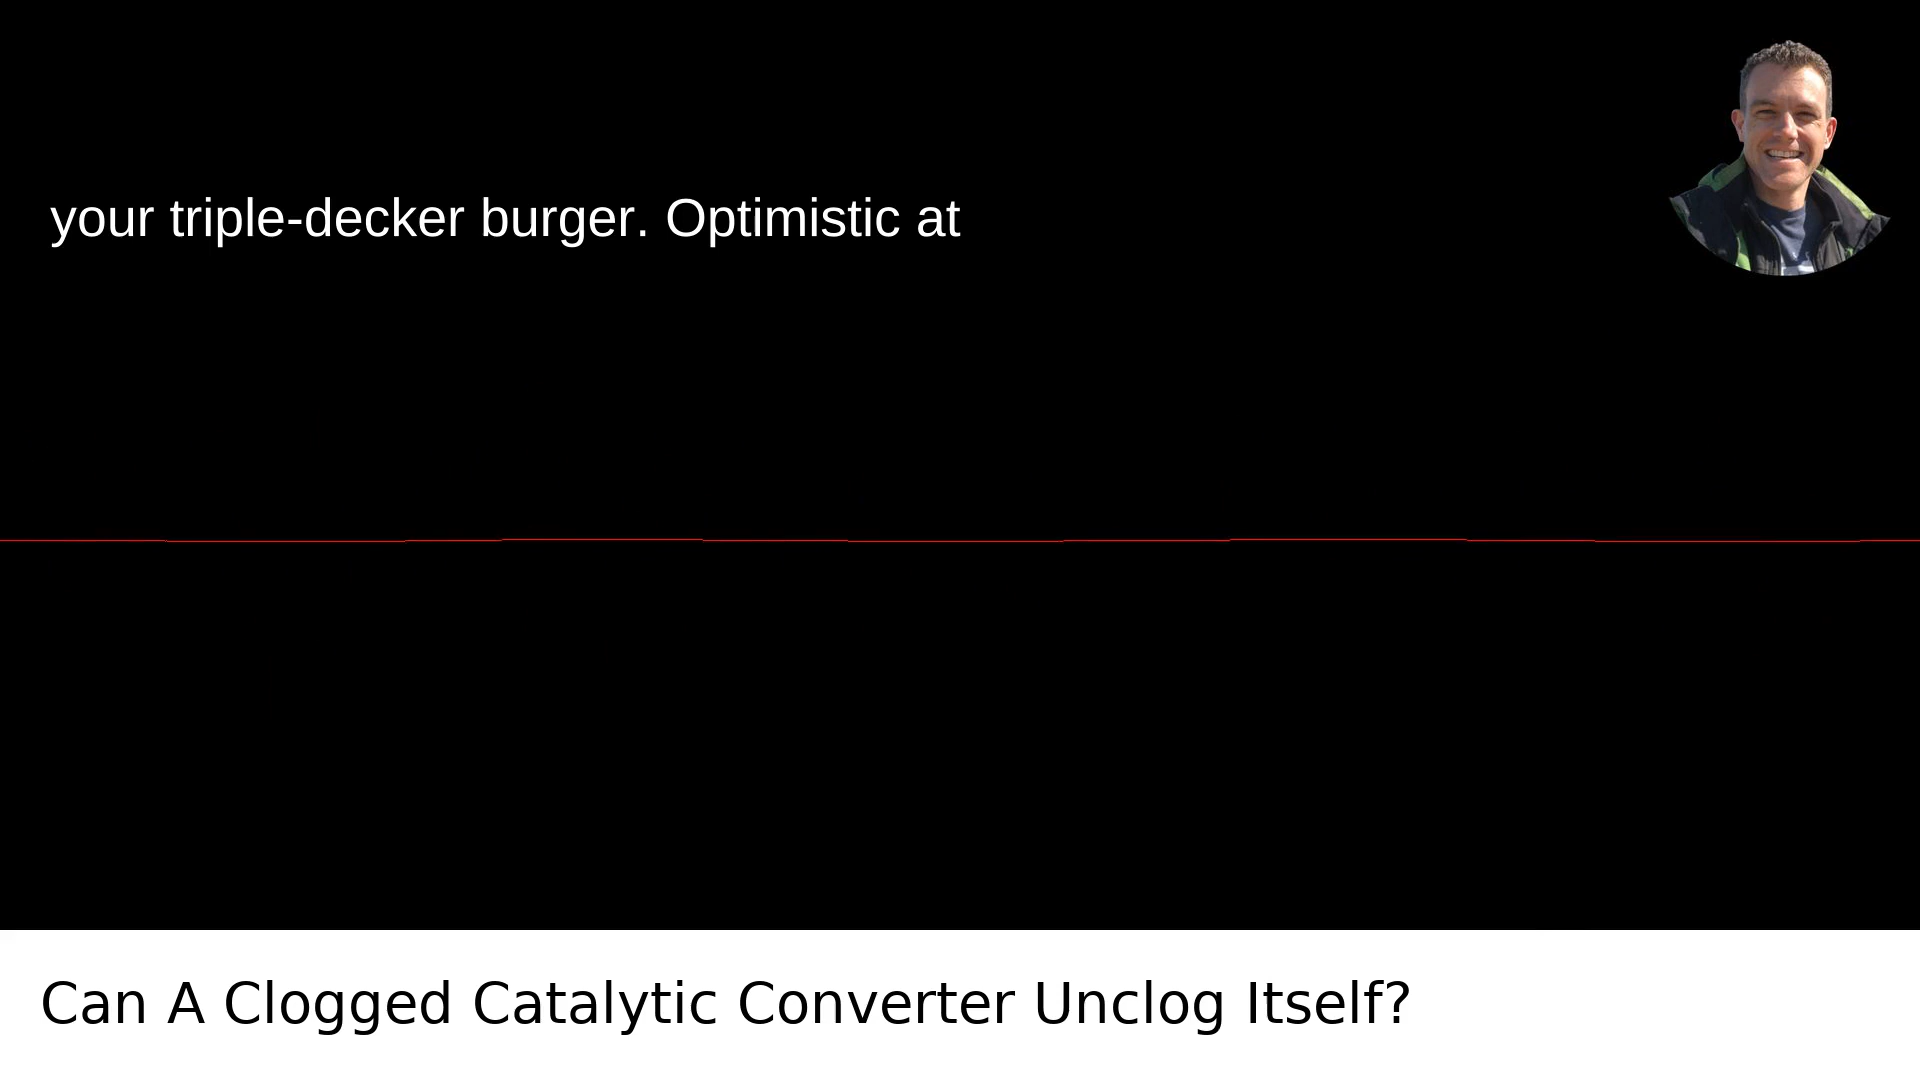 your triple-decker burger. Optimistic at
Can A Clogged Catalytic Converter Unclog Itself?